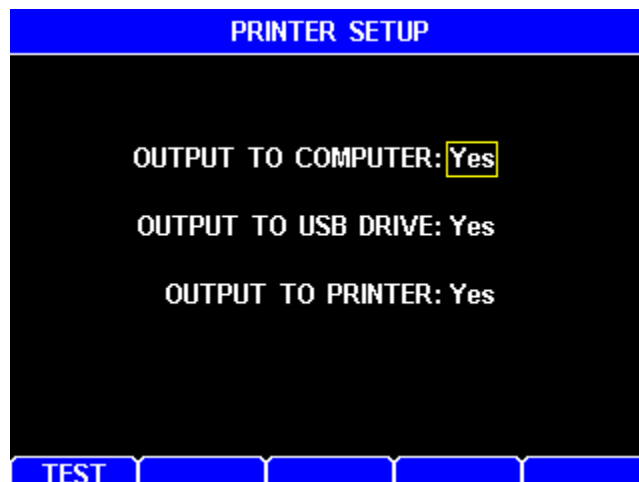 PRINTER SETUP
OUTPUT TO COMPUTER: Yes
OUTPUT TO USB DRIVE: Yes
OUTPUT TO PRINTER: Yes
TEST